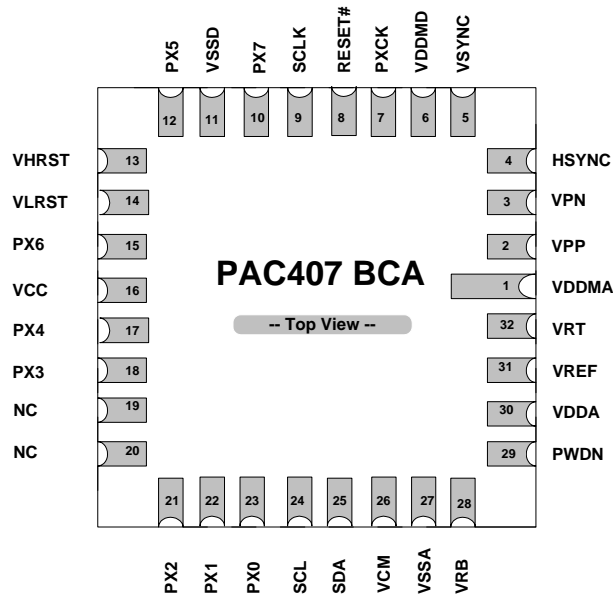 PX5
VSSD
PX7
SCLK
RESET#
PXCK
VDDMD
VSYNC
12
11
10
9
8
7
6
5
VHRST 13
VLRST 14
PX6 15
VCC 16
PX4 17
PX3 18
NC 19
NC 20
4 HSYNC
3 VPN
2 VPP
1 VDDMA
32 VRT
31 VREF
30 VDDA
29 PWDN
PAC407 BCA
-- Top View --
21
22
23
24
25
26
27
28
PX2
PX1
PX0
SCL
SDA
VCM
VSSA
VRB